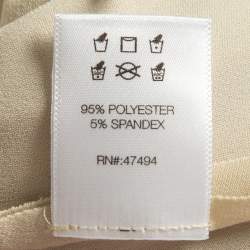 95% POLYESTER
5% SPANDEX
RN#:47494